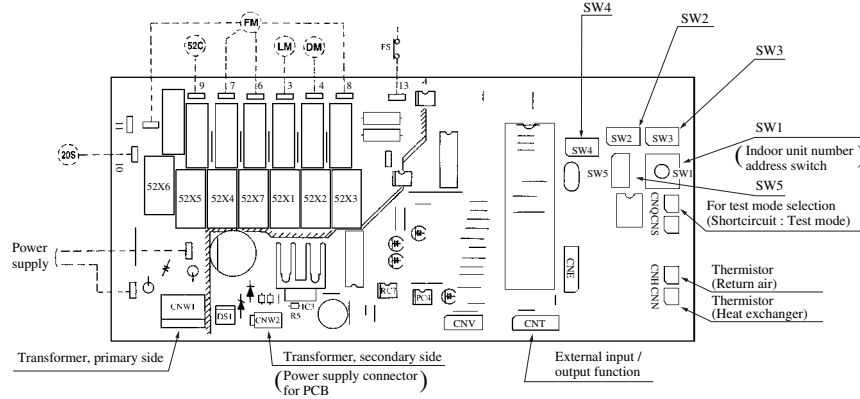 SW4
SW2
FM
SW3
52C
LM
DM
FS
SW1
9
7
6
3
4
8
13
(Indoor unit number
address switch)
11
SW2
SW3
SW4
20S
10
SW5
SW1
SW5
52X6
52X5
52X4
52X7
52X1
52X2
52X3
For test mode selection
(Shortcircuit : Test mode)
CNQ
CNS
Power
supply
CNE
CNH
CNN
Thermistor
(Return air)
Thermistor
(Heat exchanger)
RC7
PC4
IC3
R5
CNW1
DS1
CNW2
CNV
CNT
Transformer, primary side
Transformer, secondary side
(Power supply connector
for PCB)
External input /
output function